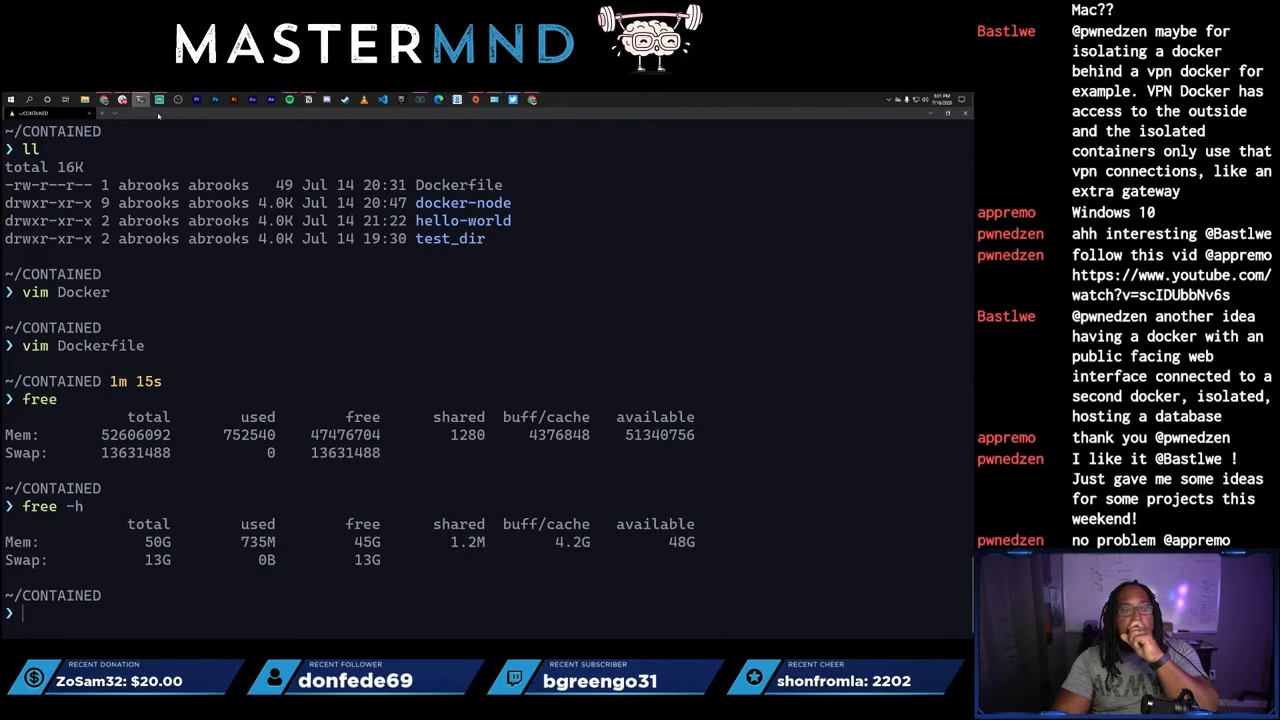 MASTERMND
~/CONTAINED
8:01 PM
7/16/2020
~/CONTAINED
❯ ll
total 16K
-rw-r--r-- 1 abrooks abrooks   49 Jul 14 20:31 Dockerfile
drwxr-xr-x 9 abrooks abrooks 4.0K Jul 14 20:47 docker-node
drwxr-xr-x 2 abrooks abrooks 4.0K Jul 14 21:22 hello-world
drwxr-xr-x 2 abrooks abrooks 4.0K Jul 14 19:30 test_dir
~/CONTAINED
❯ vim Docker
~/CONTAINED
❯ vim Dockerfile
~/CONTAINED 1m 15s
❯ free
total used free shared buff/cache available
Mem: 52606092 752540 47476704 1280 4376848 51340756
Swap: 13631488 0 13631488
~/CONTAINED
❯ free -h
total used free shared buff/cache available
Mem: 50G 735M 45G 1.2M 4.2G 48G
Swap: 13G 0B 13G
~/CONTAINED
❯
Mac??
Bastlwe @pwnedzen maybe for
isolating a docker
behind a vpn docker for
example. VPN Docker has
access to the outside
and the isolated
containers only use that
vpn connections, like an
extra gateway
appremo Windows 10
pwnedzen ahh interesting @Bastlwe
pwnedzen follow this vid @appremo
https://www.youtube.com/
watch?v=scIDUbbNv6s
Bastlwe @pwnedzen another idea
having a docker with an
public facing web
interface connected to a
second docker, isolated,
hosting a database
appremo thank you @pwnedzen
pwnedzen I like it @Bastlwe !
Just gave me some ideas
for some projects this
weekend!
pwnedzen no problem @appremo
ARMY
RECENT DONATION
ZoSam32: $20.00
RECENT FOLLOWER
donfede69
RECENT SUBSCRIBER
bgreengo31
RECENT CHEER
shonfromla: 2202